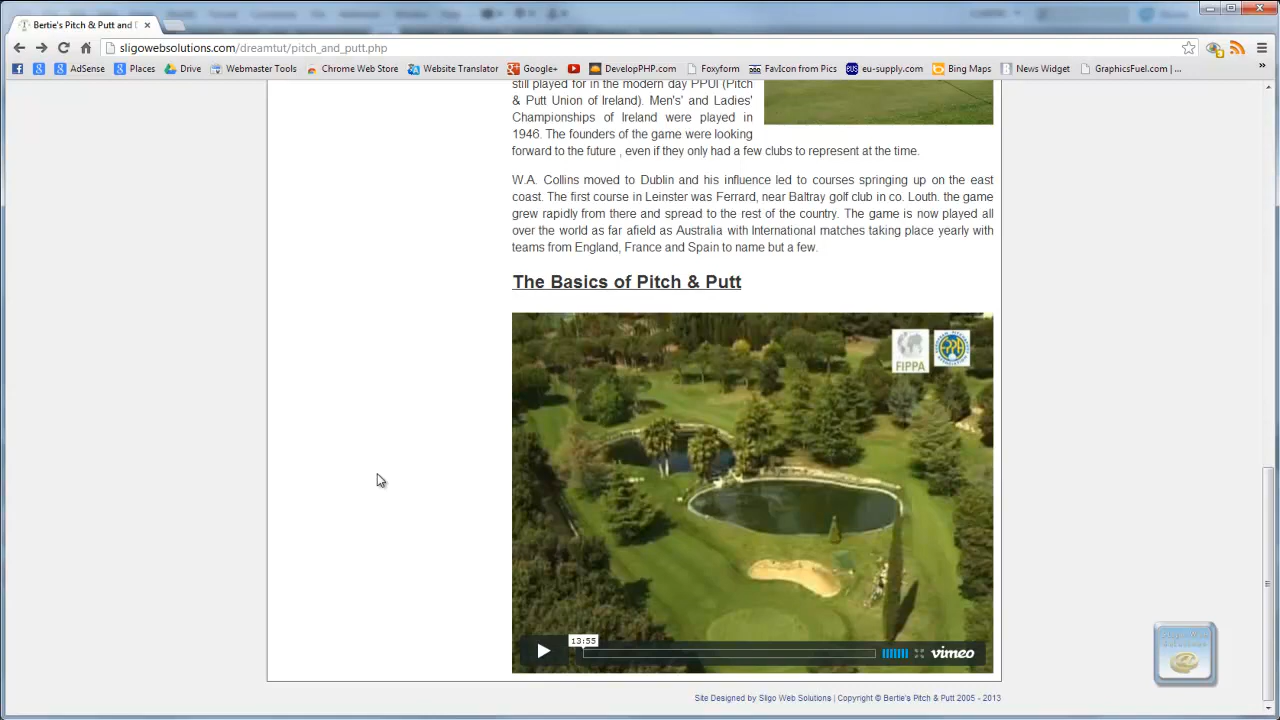 Bertie's Pitch & Putt and
sligowebsolutions.com/dreamtut/pitch_and_putt.php
AdSense Places Drive Webmaster Tools Chrome Web Store Website Translator Google+ DevelopPHP.com Foxyform FavIcon from Pics eu-supply.com Bing Maps News Widget GraphicsFuel.com | ...
still played for in the modern day PPUI (Pitch
& Putt Union of Ireland). Men's' and Ladies'
Championships of Ireland were played in
1946. The founders of the game were looking
forward to the future , even if they only had a few clubs to represent at the time.
W.A. Collins moved to Dublin and his influence led to courses springing up on the east
coast. The first course in Leinster was Ferrard, near Baltray golf club in co. Louth. the game
grew rapidly from there and spread to the rest of the country. The game is now played all
over the world as far afield as Australia with International matches taking place yearly with
teams from England, France and Spain to name but a few.
The Basics of Pitch & Putt
FIPPA EPPA
13:55
vimeo
Site Designed by Sligo Web Solutions | Copyright © Bertie's Pitch & Putt 2005 - 2013